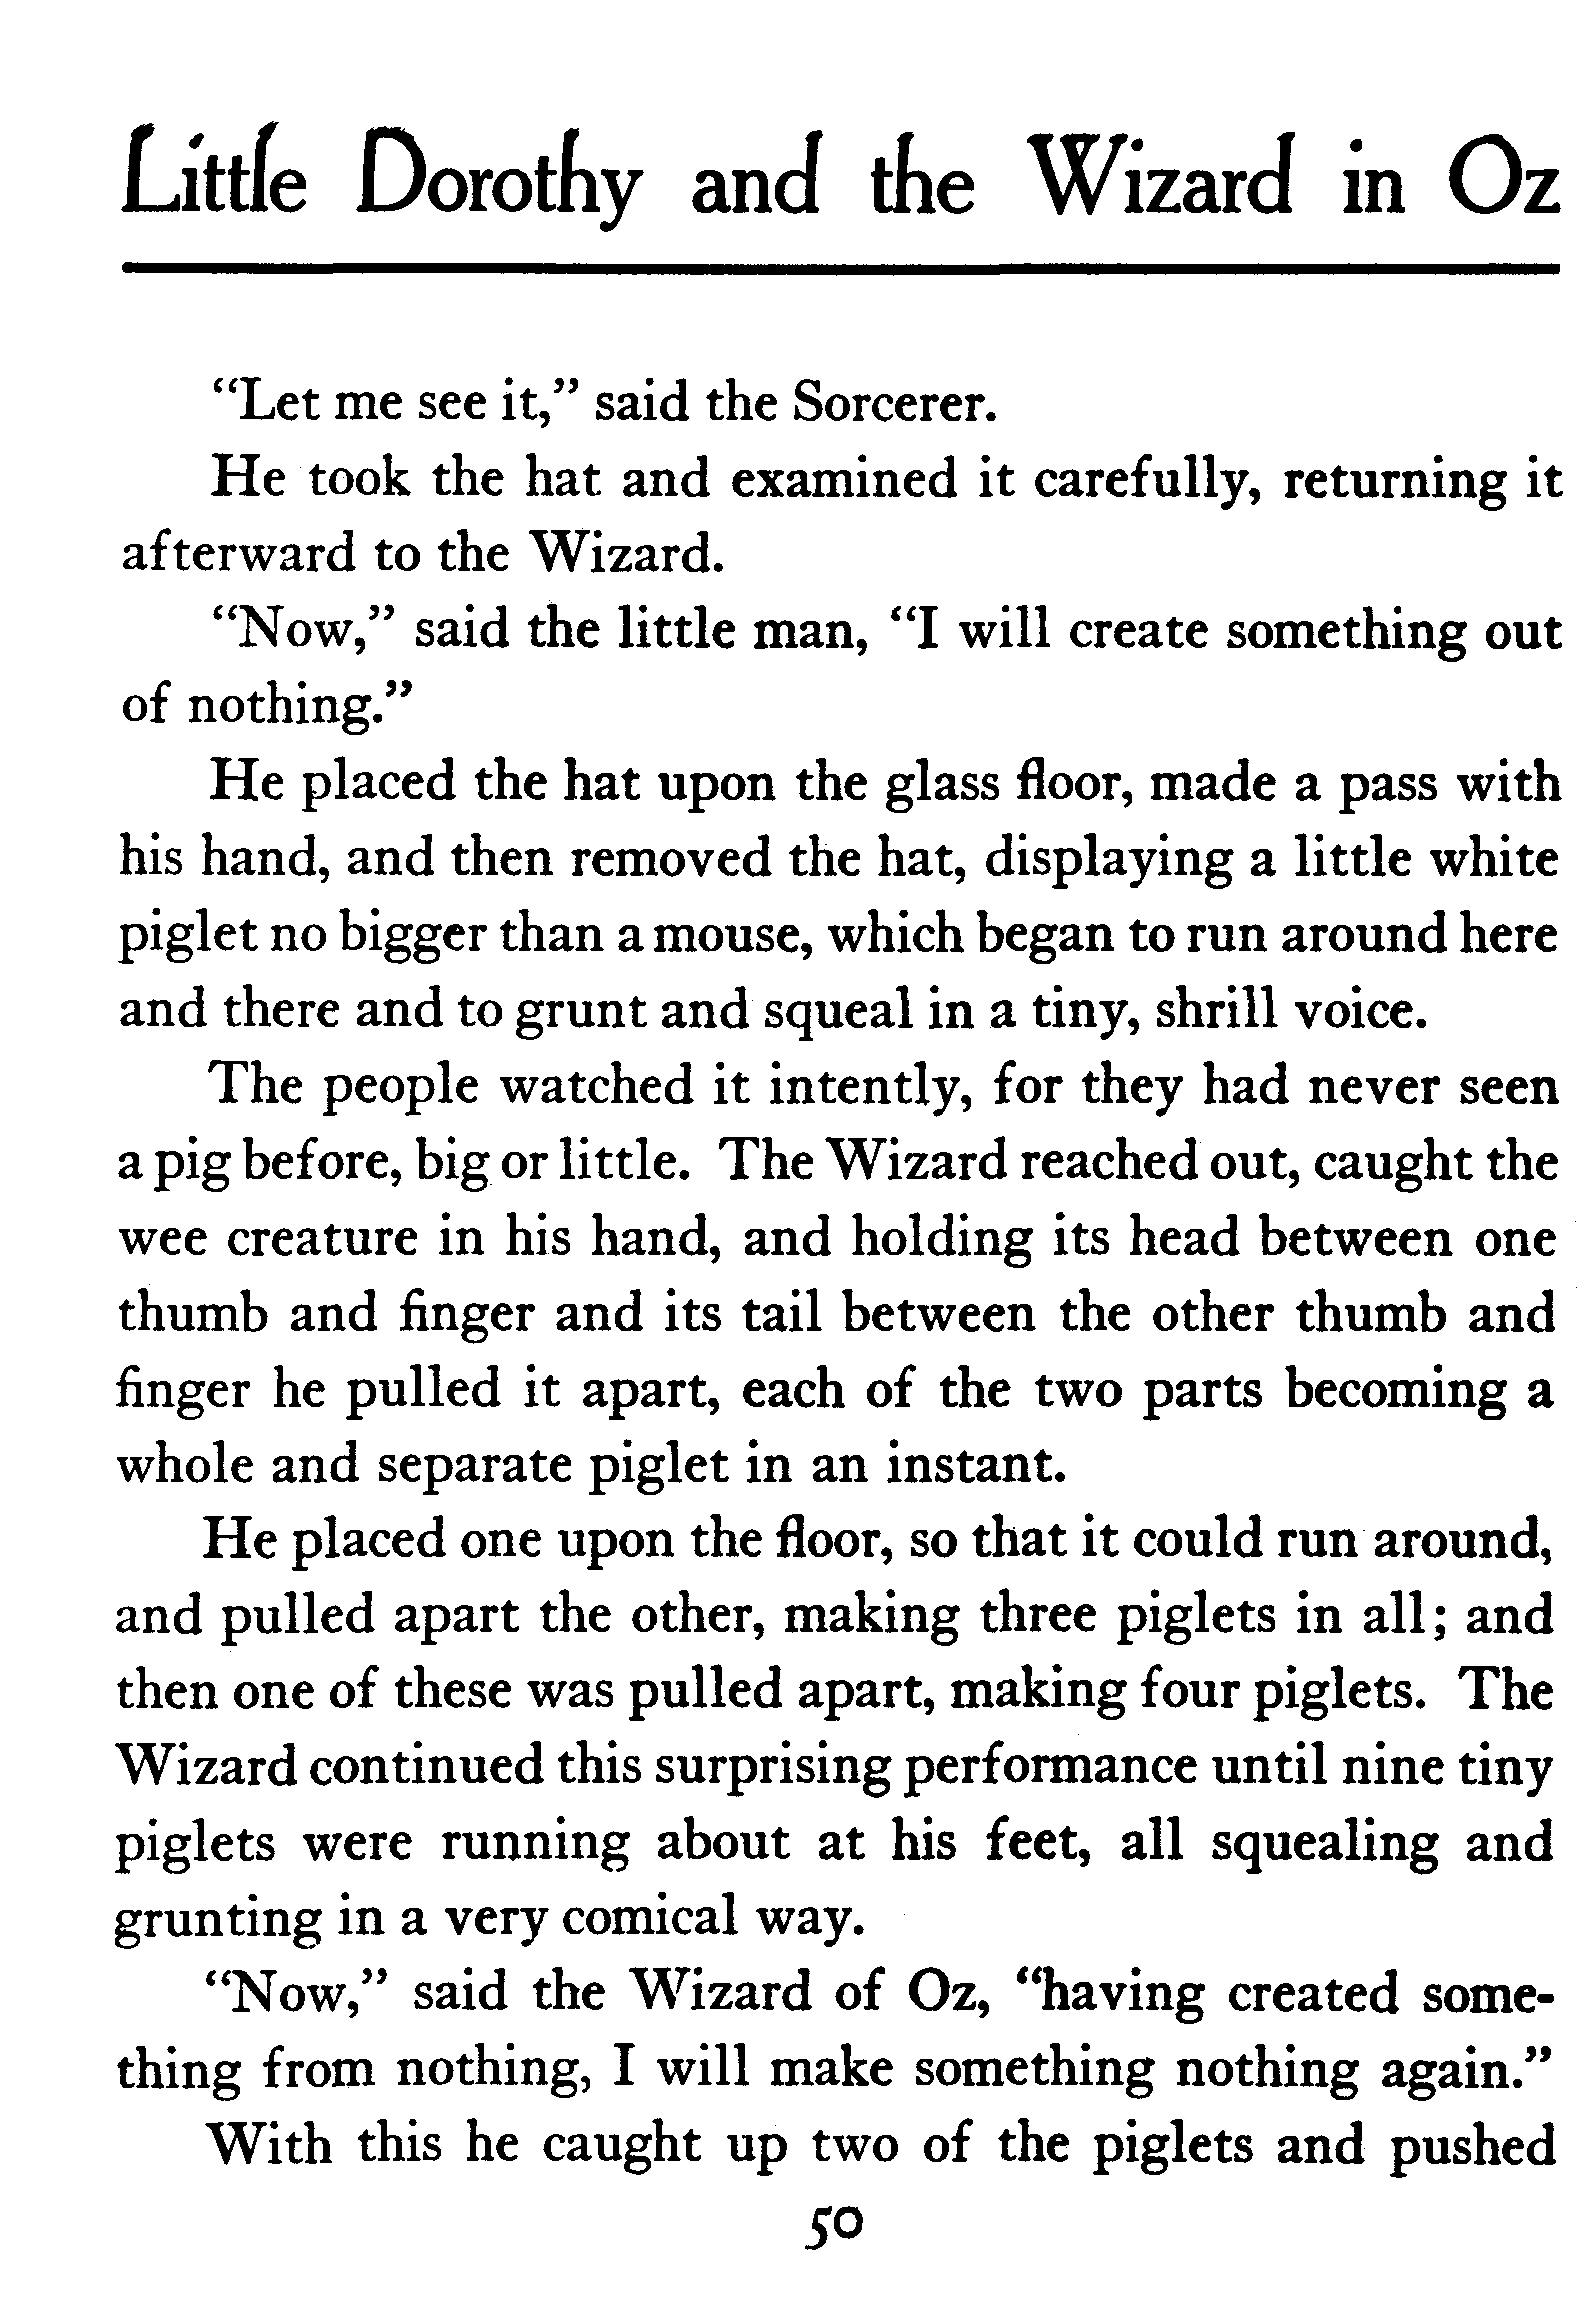 Little Dorothy and the Wizard in Oz
"Let me see it," said the Sorcerer.
He took the hat and examined it carefully, returning it
afterward to the Wizard.
"Now," said the little man, "I will create something out
of nothing."
He placed the hat upon the glass floor, made a pass with
his hand, and then removed the hat, displaying a little white
piglet no bigger than a mouse, which began to run around here
and there and to grunt and squeal in a tiny, shrill voice.
The people watched it intently, for they had never seen
a pig before, big or little. The Wizard reached out, caught the
wee creature in his hand, and holding its head between one
thumb and finger and its tail between the other thumb and
finger he pulled it apart, each of the two parts becoming a
whole and separate piglet in an instant.
He placed one upon the floor, so that it could run around,
and pulled apart the other, making three piglets in all; and
then one of these was pulled apart, making four piglets. The
Wizard continued this surprising performance until nine tiny
piglets were running about at his feet, all squealing and
grunting in a very comical way.
"Now," said the Wizard of Oz, "having created some-
thing from nothing, I will make something nothing again."
With this he caught up two of the piglets and pushed
50